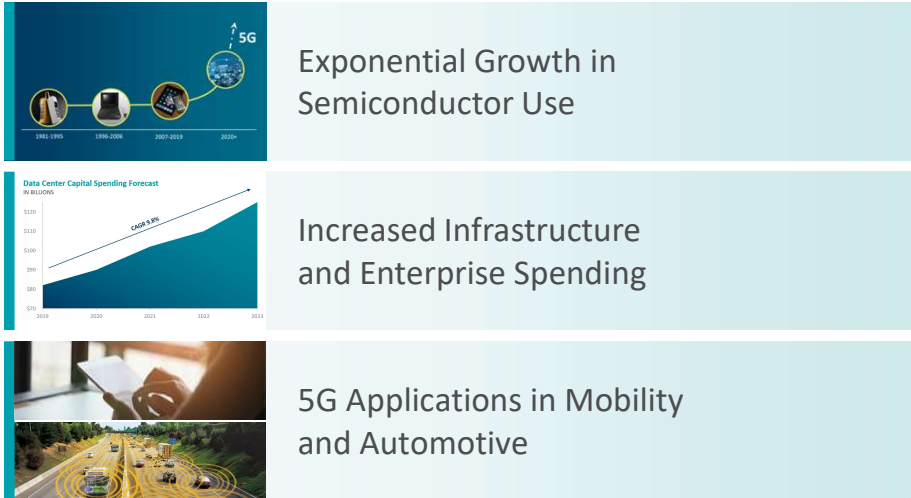 5G
1981-1995 1996-2006 2007-2019 2020+
Exponential Growth in
Semiconductor Use
Data Center Capital Spending Forecast
IN BILLIONS
$120
$110
$100
$90
$80
$70
CAGR 9.8%
2019 2020 2021 2022 2023
Increased Infrastructure
and Enterprise Spending
5G Applications in Mobility
and Automotive